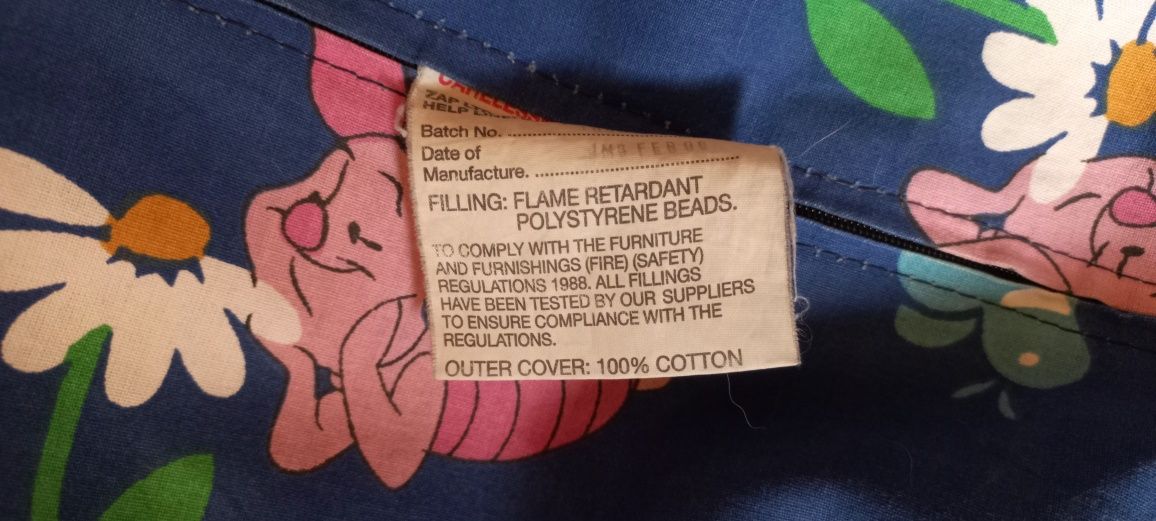 Batch No. ..........
Date of
Manufacture. ..........
FILLING: FLAME RETARDANT
POLYSTYRENE BEADS.
TO COMPLY WITH THE FURNITURE
AND FURNISHINGS (FIRE) (SAFETY)
REGULATIONS 1988. ALL FILLINGS
HAVE BEEN TESTED BY OUR SUPPLIERS
TO ENSURE COMPLIANCE WITH THE
REGULATIONS.
OUTER COVER: 100% COTTON